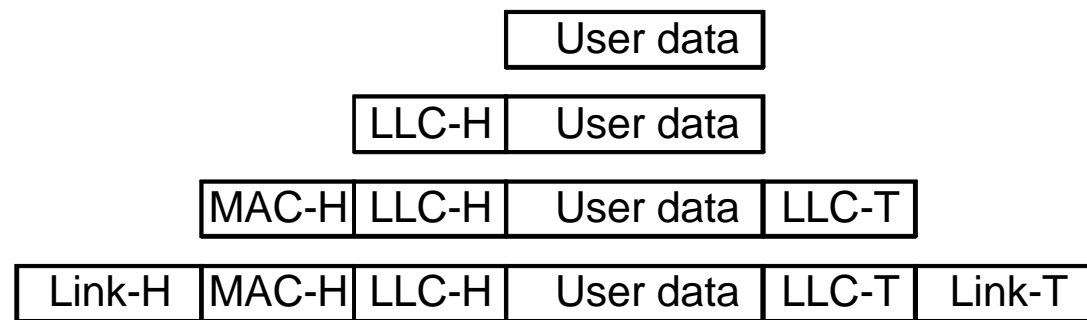 User data
LLC-H User data
MAC-H LLC-H User data LLC-T
Link-H MAC-H LLC-H User data LLC-T Link-T